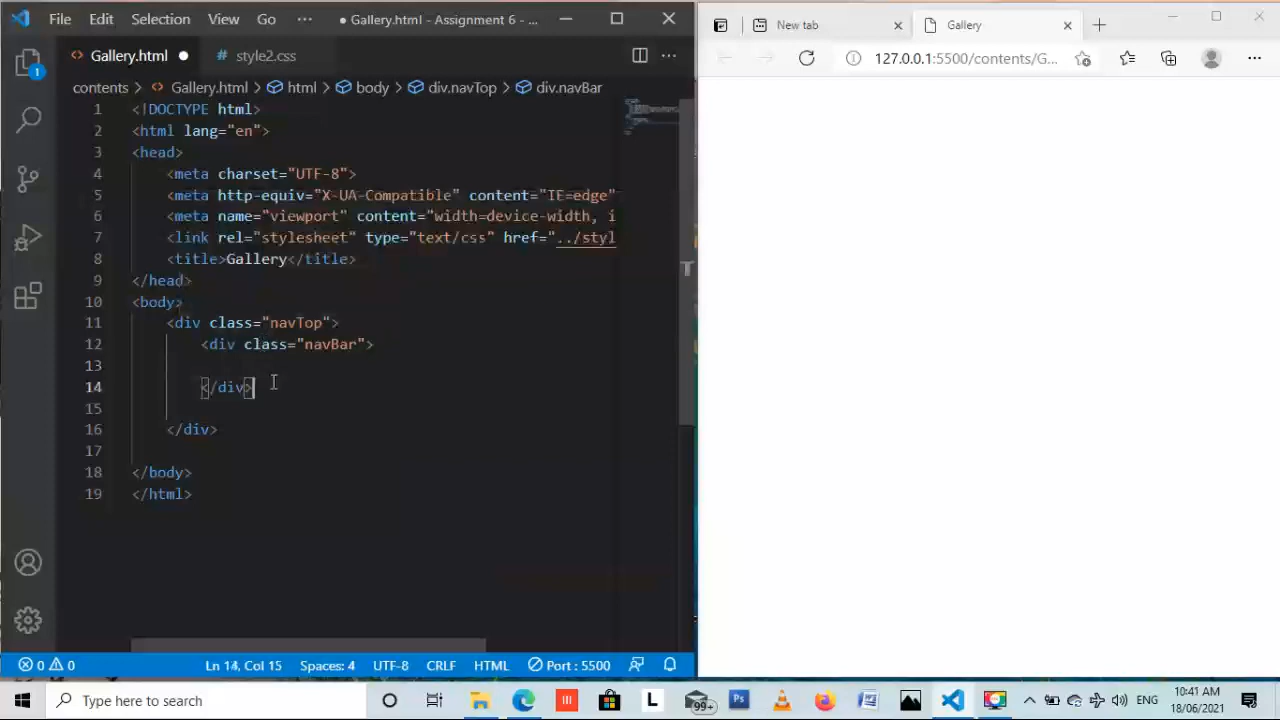 File Edit Selection View Go ··· ● Gallery.html - Assignment 6 - ...
<> Gallery.html ● # style2.css ···
contents > <> Gallery.html > html > body > div.navTop > div.navBar
1 <!DOCTYPE html>
2 <html lang="en">
3 <head>
4 <meta charset="UTF-8">
5 <meta http-equiv="X-UA-Compatible" content="IE=edge"
6 <meta name="viewport" content="width=device-width, i
7 <link rel="stylesheet" type="text/css" href="../styl
8 <title>Gallery</title>
9 </head>
10 <body>
11 <div class="navTop">
12 <div class="navBar">
13
14 </div>
15
16 </div>
17
18 </body>
19 </html>
1
0 0 Ln 14, Col 15 Spaces: 4 UTF-8 CRLF HTML Port : 5500
New tab Gallery
127.0.0.1:5500/contents/G...
T
Type here to search L 99+ Ps ENG 10:41 AM
18/06/2021